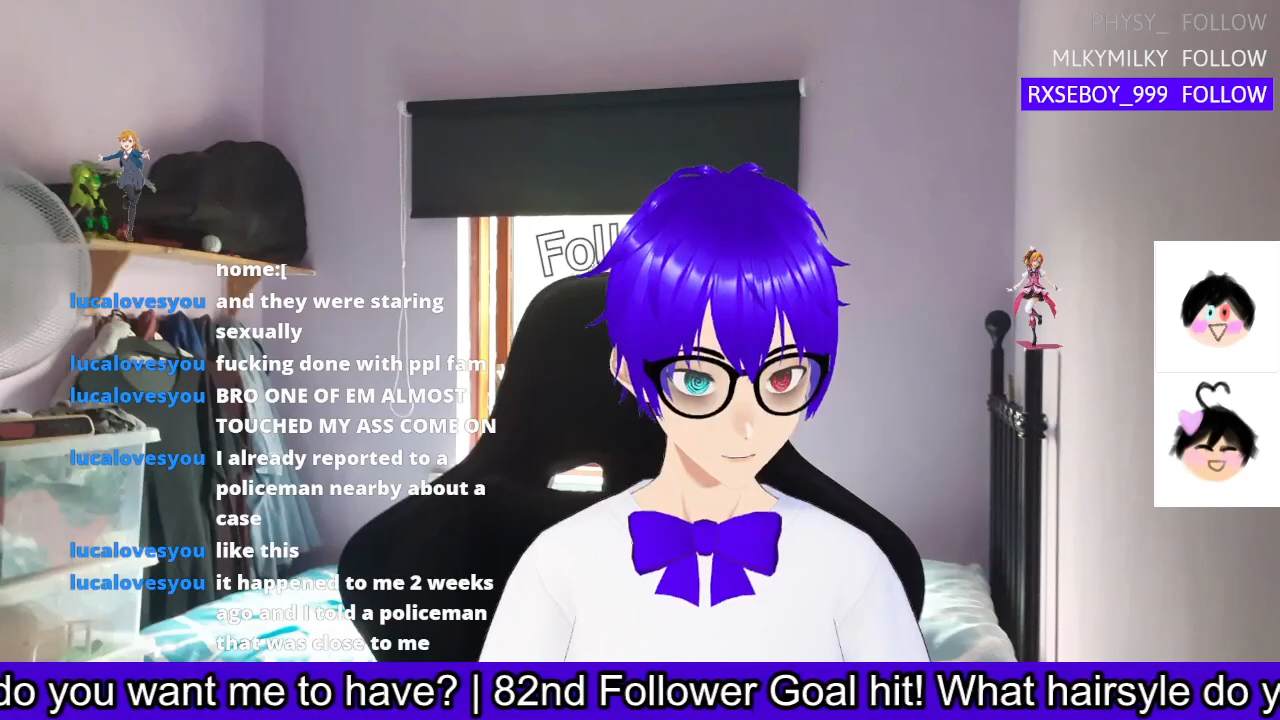 PHYSY_ FOLLOW
MLKYMILKY FOLLOW
RXSEBOY_999 FOLLOW
Foll
home:[
lucalovesyou and they were staring
sexually
lucalovesyou fucking done with ppl fam
lucalovesyou BRO ONE OF EM ALMOST
TOUCHED MY ASS COME ON
lucalovesyou I already reported to a
policeman nearby about a
case
lucalovesyou like this
lucalovesyou it happened to me 2 weeks
ago and I told a policeman
that was close to me
do you want me to have? | 82nd Follower Goal hit! What hairsyle do y